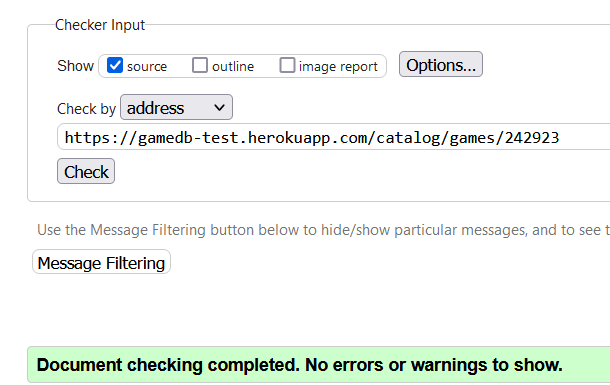 Checker Input
Show source outline image report Options...
Check by address
https://gamedb-test.herokuapp.com/catalog/games/242923
Check
Use the Message Filtering button below to hide/show particular messages, and to see t
Message Filtering
Document checking completed. No errors or warnings to show.